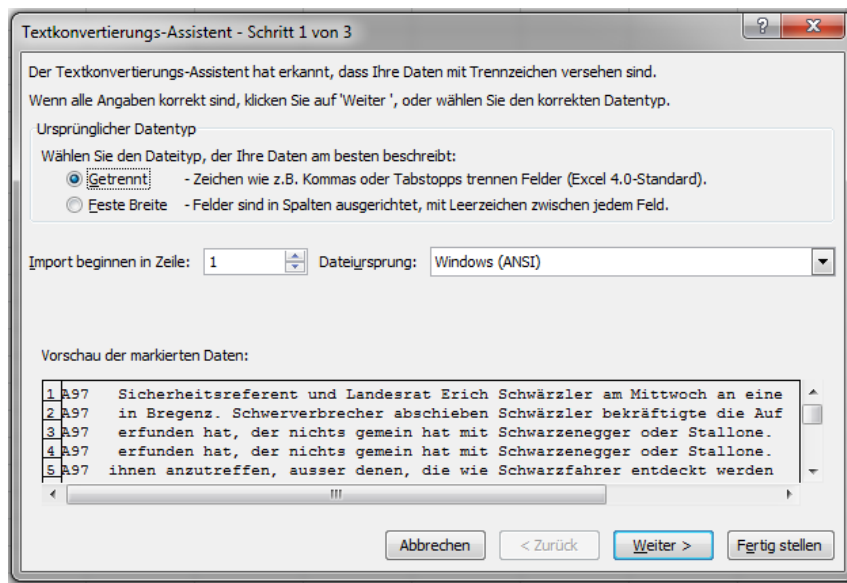 Textkonvertierungs-Assistent - Schritt 1 von 3
Der Textkonvertierungs-Assistent hat erkannt, dass Ihre Daten mit Trennzeichen versehen sind.
Wenn alle Angaben korrekt sind, klicken Sie auf 'Weiter ', oder wählen Sie den korrekten Datentyp.
Ursprünglicher Datentyp
Wählen Sie den Dateityp, der Ihre Daten am besten beschreibt:
Getrennt - Zeichen wie z.B. Kommas oder Tabstopps trennen Felder (Excel 4.0-Standard).
Feste Breite - Felder sind in Spalten ausgerichtet, mit Leerzeichen zwischen jedem Feld.
Import beginnen in Zeile: 1 Dateiursprung: Windows (ANSI)
Vorschau der markierten Daten:
1 A97 Sicherheitsreferent und Landesrat Erich Schwärzler am Mittwoch an eine
2 A97 in Bregenz. Schwerverbrecher abschieben Schwärzler bekräftigte die Auf
3 A97 erfunden hat, der nichts gemein hat mit Schwarzenegger oder Stallone.
4 A97 erfunden hat, der nichts gemein hat mit Schwarzenegger oder Stallone.
5 A97 ihnen anzutreffen, ausser denen, die wie Schwarzfahrer entdeckt werden
Abbrechen < Zurück Weiter > Fertig stellen